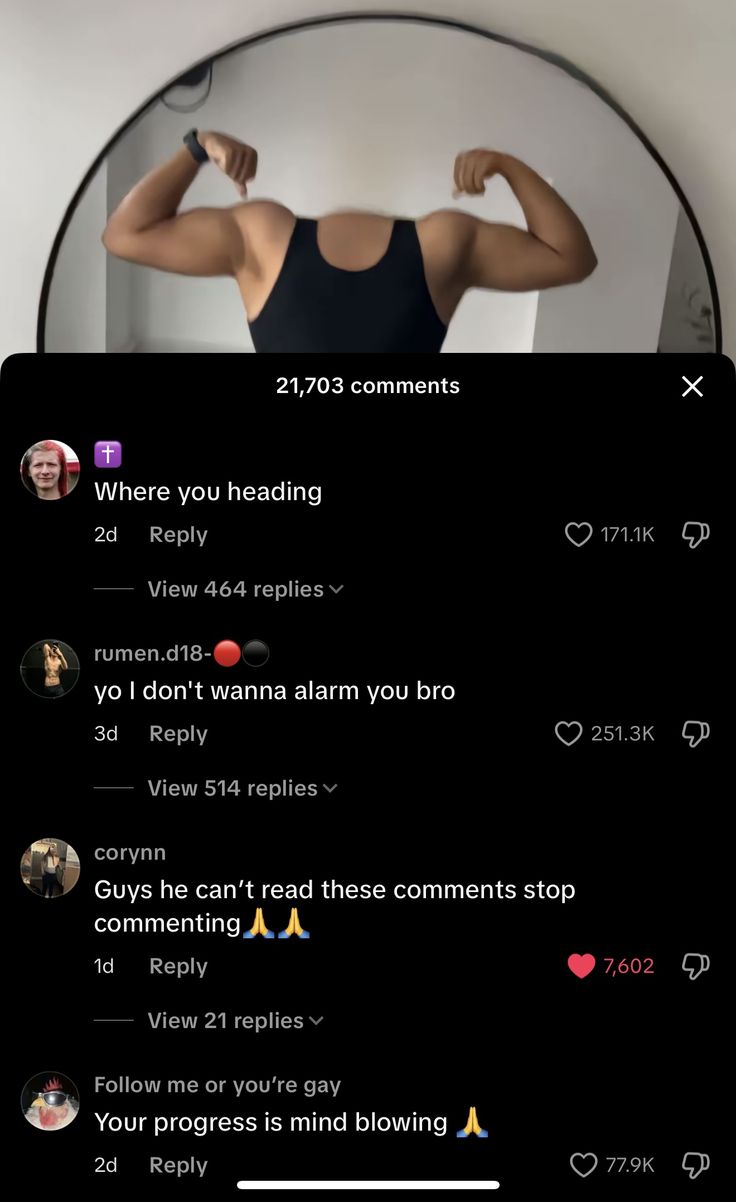 21,703 comments
✝️
Where you heading
2d Reply 171.1K
View 464 replies
rumen.d18-🔴⚫
yo I don't wanna alarm you bro
3d Reply 251.3K
View 514 replies
corynn
Guys he can’t read these comments stop
commenting🙏🙏
1d Reply 7,602
View 21 replies
Follow me or you’re gay
Your progress is mind blowing 🙏
2d Reply 77.9K